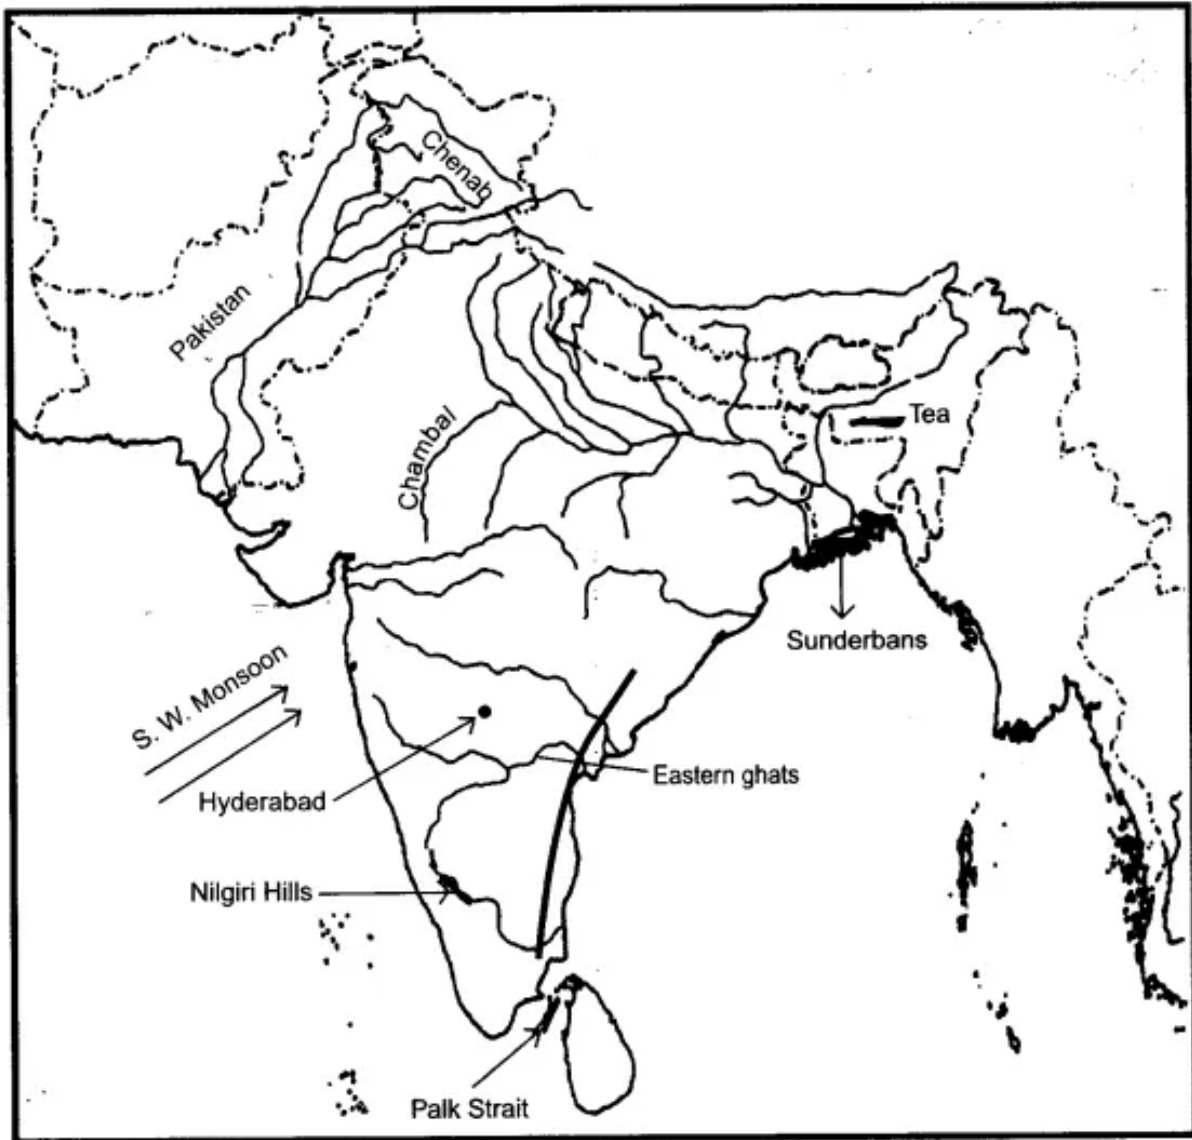 Chenab
Pakistan
Tea
Chambal
Sunderbans
S. W. Monsoon
Eastern ghats
Hyderabad
Nilgiri Hills
Palk Strait